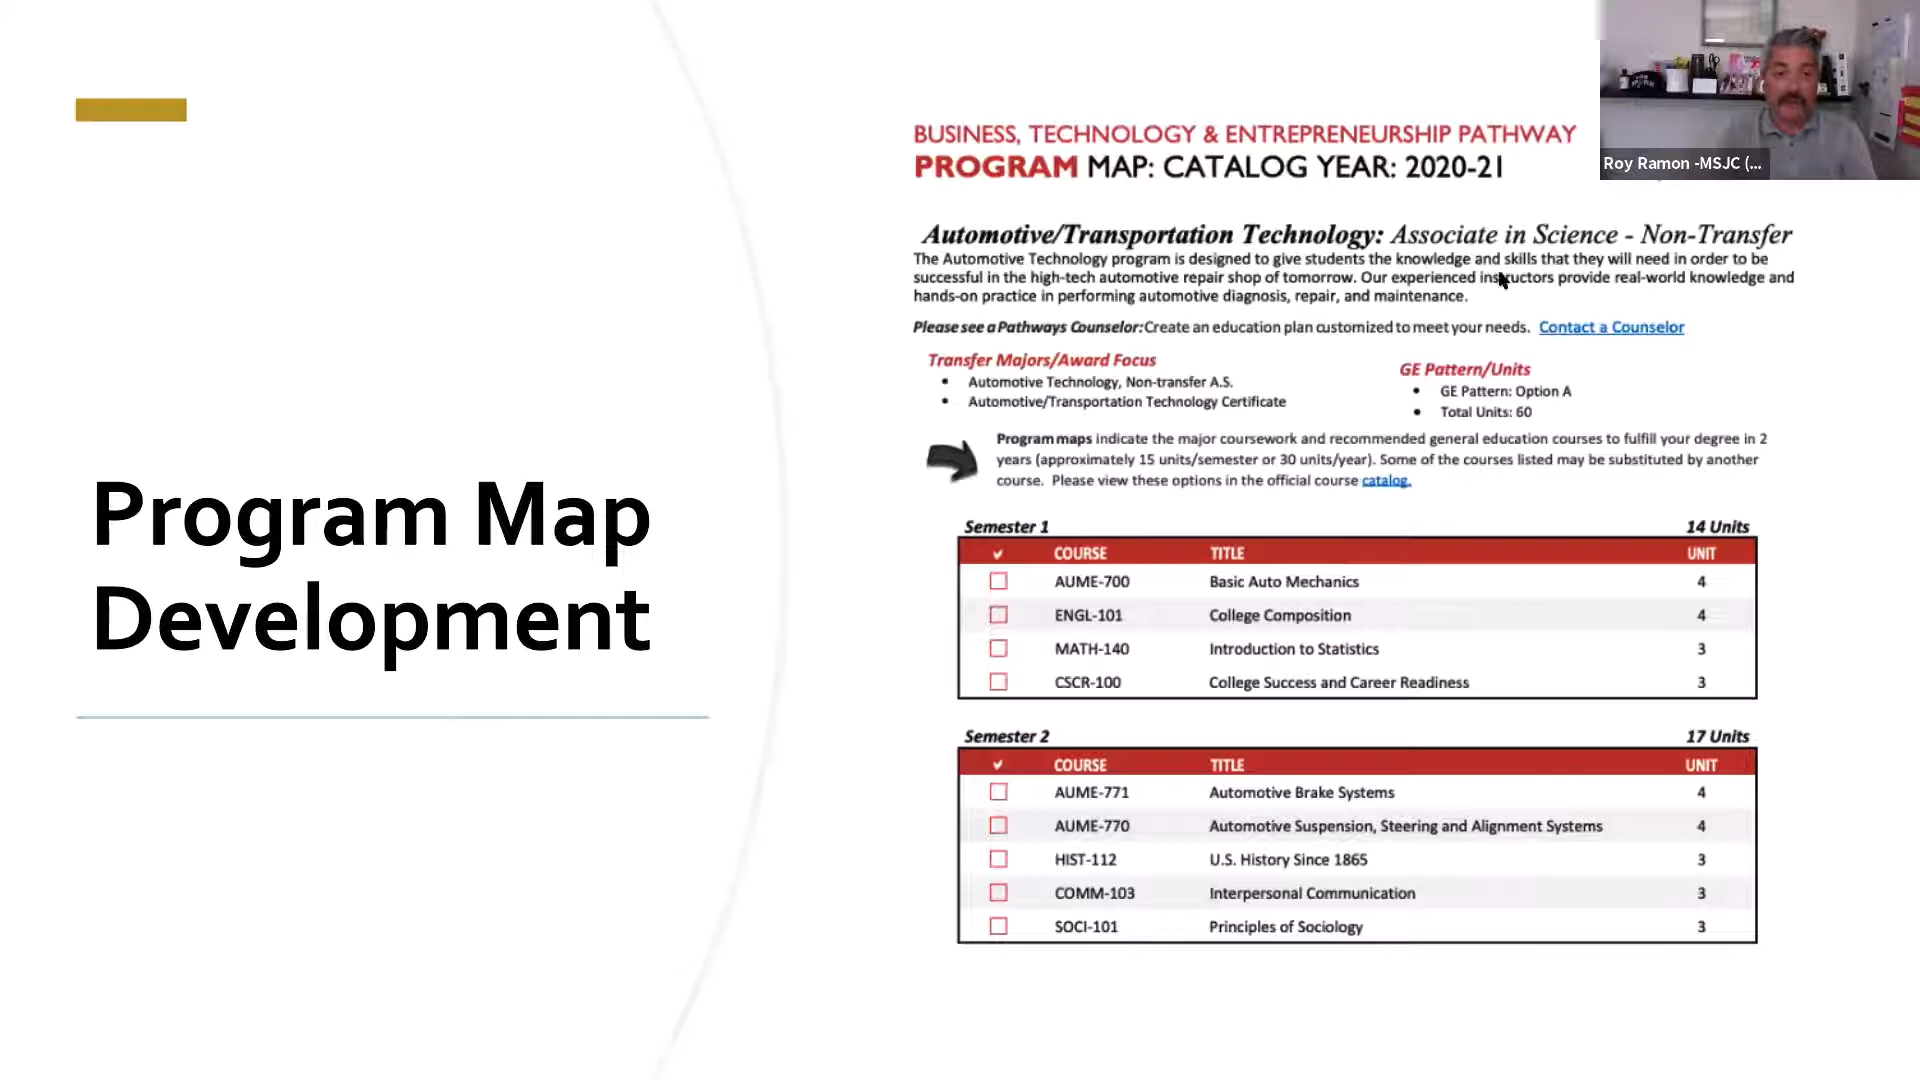 BUSINESS, TECHNOLOGY & ENTREPRENEURSHIP PATHWAY
PROGRAM MAP: CATALOG YEAR: 2020-21
Roy Ramon -MSJC (...
Automotive/Transportation Technology: Associate in Science - Non-Transfer
The Automotive Technology program is designed to give students the knowledge and skills that they will need in order to be
successful in the high-tech automotive repair shop of tomorrow. Our experienced instructors provide real-world knowledge and
hands-on practice in performing automotive diagnosis, repair, and maintenance.
Please see a Pathways Counselor: Create an education plan customized to meet your needs. Contact a Counselor
Transfer Majors/Award Focus
• Automotive Technology, Non-transfer A.S.
• Automotive/Transportation Technology Certificate
GE Pattern/Units
• GE Pattern: Option A
• Total Units: 60
Program maps indicate the major coursework and recommended general education courses to fulfill your degree in 2
years (approximately 15 units/semester or 30 units/year). Some of the courses listed may be substituted by another
course. Please view these options in the official course catalog.
Program Map
Development
Semester 1 14 Units
✓ COURSE TITLE UNIT
AUME-700 Basic Auto Mechanics 4
ENGL-101 College Composition 4
MATH-140 Introduction to Statistics 3
CSCR-100 College Success and Career Readiness 3
Semester 2 17 Units
✓ COURSE TITLE UNIT
AUME-771 Automotive Brake Systems 4
AUME-770 Automotive Suspension, Steering and Alignment Systems 4
HIST-112 U.S. History Since 1865 3
COMM-103 Interpersonal Communication 3
SOCI-101 Principles of Sociology 3